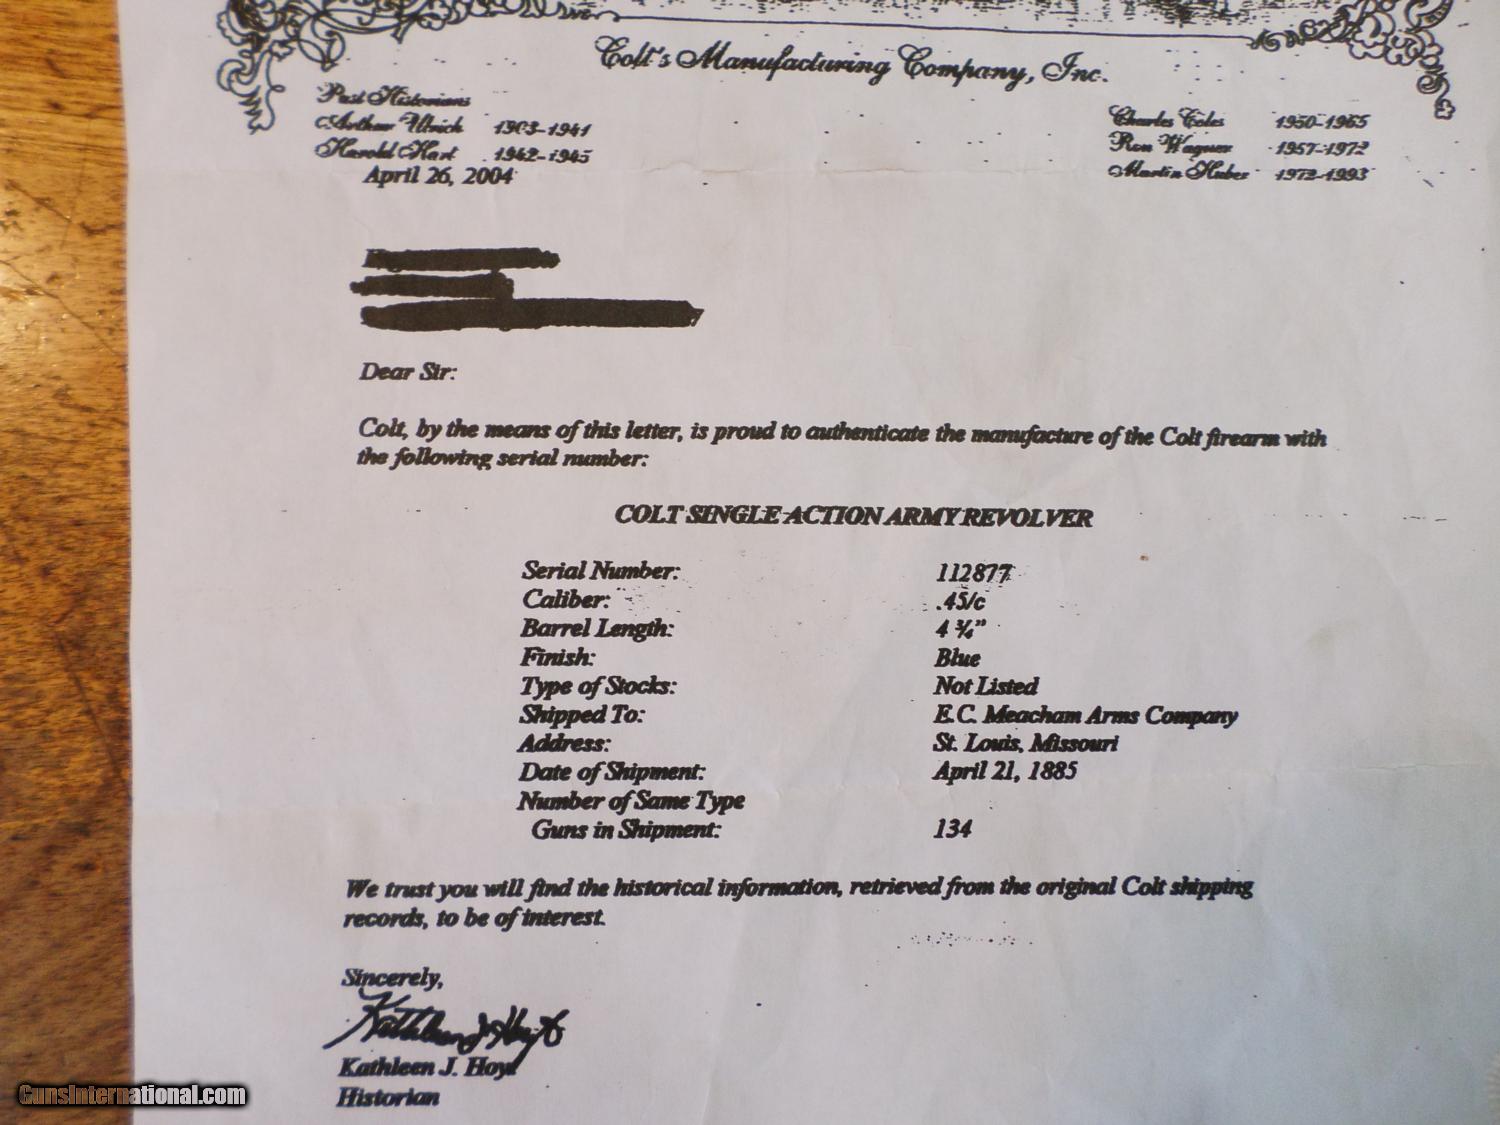 Colt's Manufacturing Company, Inc.
Past Historians
Arthur Ulrich 1903-1941
Harold Hart 1942-1945
Charles Coles 1950-1965
Ron Wagner 1957-1972
Martin Huber 1972-1993
April 26, 2004
Dear Sir:
Colt, by the means of this letter, is proud to authenticate the manufacture of the Colt firearm with
the following serial number:
COLT SINGLE ACTION ARMY REVOLVER
Serial Number: 112877
Caliber: .45/c
Barrel Length: 4 ¾”
Finish: Blue
Type of Stocks: Not Listed
Shipped To: E.C. Meacham Arms Company
Address: St. Louis, Missouri
Date of Shipment: April 21, 1885
Number of Same Type
Guns in Shipment: 134
We trust you will find the historical information, retrieved from the original Colt shipping
records, to be of interest.
Sincerely,
Kathleen J. Hoyt
Kathleen J. Hoyt
Historian
GunsInternational.com